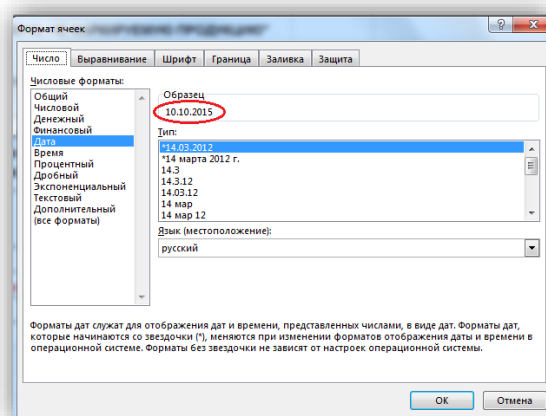 Формат ячеек
Число Выравнивание Шрифт Граница Заливка Защита
Числовые форматы:
Общий
Числовой
Денежный
Финансовый
Дата
Время
Процентный
Дробный
Экспоненциальный
Текстовый
Дополнительный
(все форматы)
Образец
10.10.2015
Тип:
*14.03.2012
*14 марта 2012 г.
14.3
14.3.12
14.03.12
14 мар
14 мар 12
Язык (местоположение):
русский
Форматы дат служат для отображения дат и времени, представленных числами, в виде дат. Форматы дат,
которые начинаются со звездочки (*), меняются при изменении форматов отображения даты и времени в
операционной системе. Форматы без звездочки не зависят от настроек операционной системы.
ОК Отмена